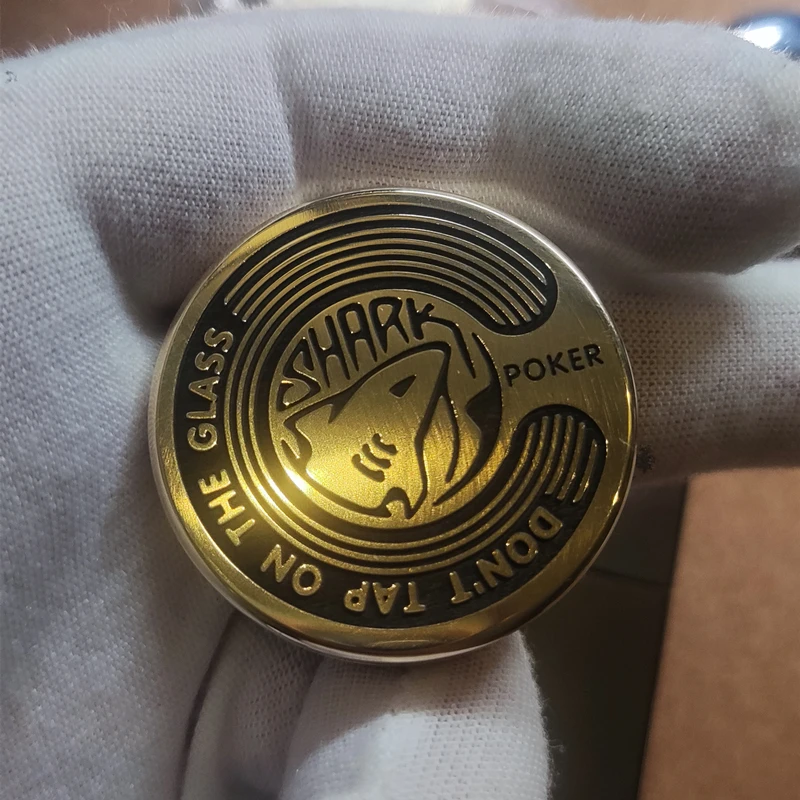 SHARK
POKER
DON'T TAP ON THE GLASS